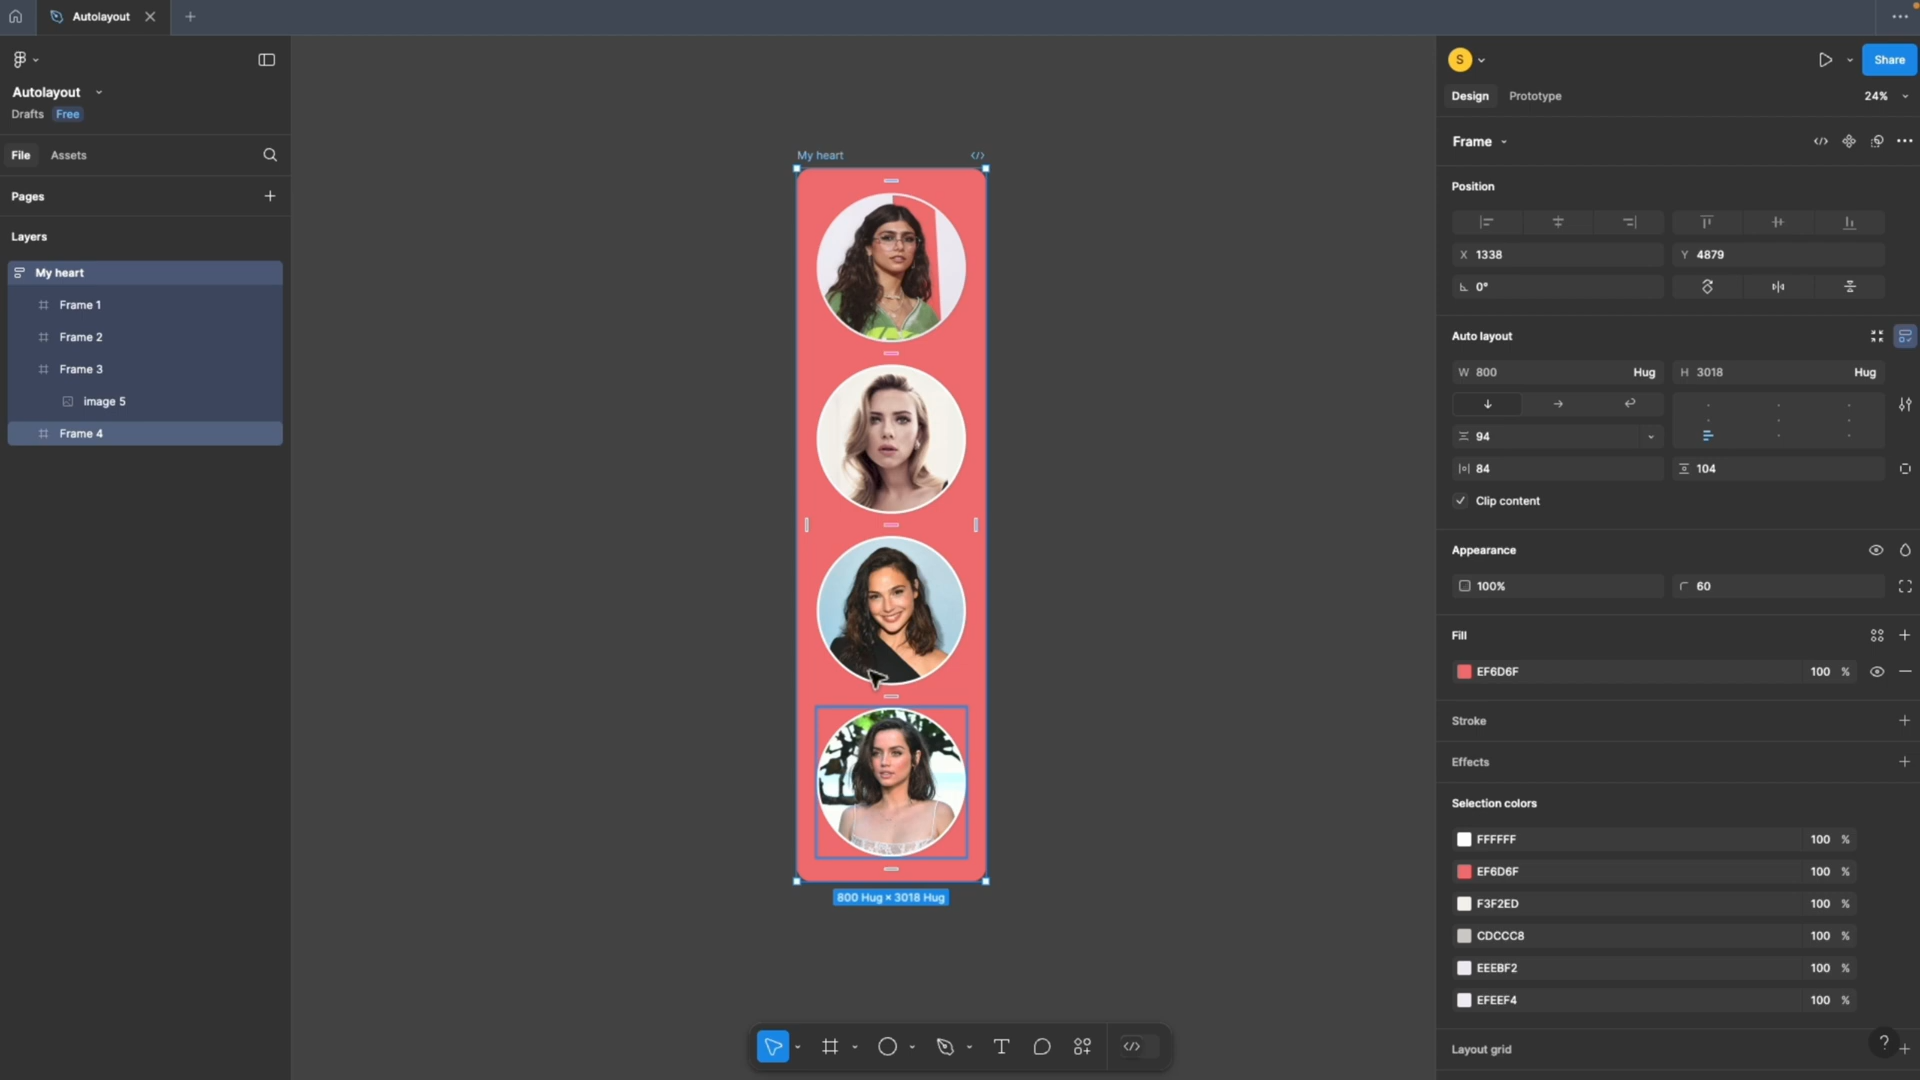 Autolayout
Autolayout
Drafts Free
File Assets
Pages
Layers
My heart
Frame 1
Frame 2
Frame 3
image 5
Frame 4
My heart
800 Hug × 3018 Hug
S
Share
Design Prototype 24%
Frame
Position
X 1338 Y 4879
0°
Auto layout
W 800 Hug H 3018 Hug
94
84 104
Clip content
Appearance
100% 60
Fill
EF6D6F 100 %
Stroke
Effects
Selection colors
FFFFFF 100 %
EF6D6F 100 %
F3F2ED 100 %
CDCCC8 100 %
EEEBF2 100 %
EFEEF4 100 %
Layout grid
?